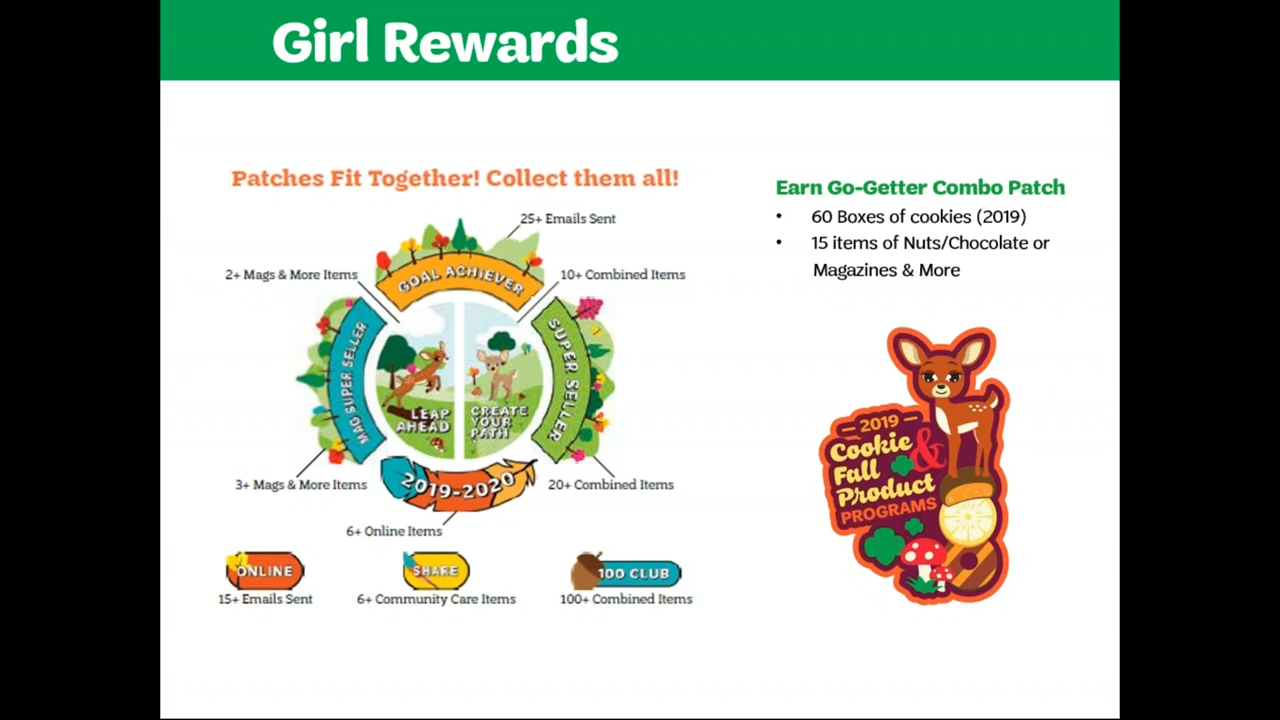 Girl Rewards
Patches Fit Together! Collect them all!
25+ Emails Sent
2+ Mags & More Items
10+ Combined Items
GOAL ACHIEVER
MAG SUPER SELLER
SUPER SELLER
LEAP
AHEAD
CREATE
YOUR
PATH
2019-2020
3+ Mags & More Items
20+ Combined Items
6+ Online Items
ONLINE
SHARE
100 CLUB
15+ Emails Sent
6+ Community Care Items
100+ Combined Items
Earn Go-Getter Combo Patch
• 60 Boxes of cookies (2019)
• 15 items of Nuts/Chocolate or
Magazines & More
– 2019 –
Cookie &
Fall
Product
PROGRAMS